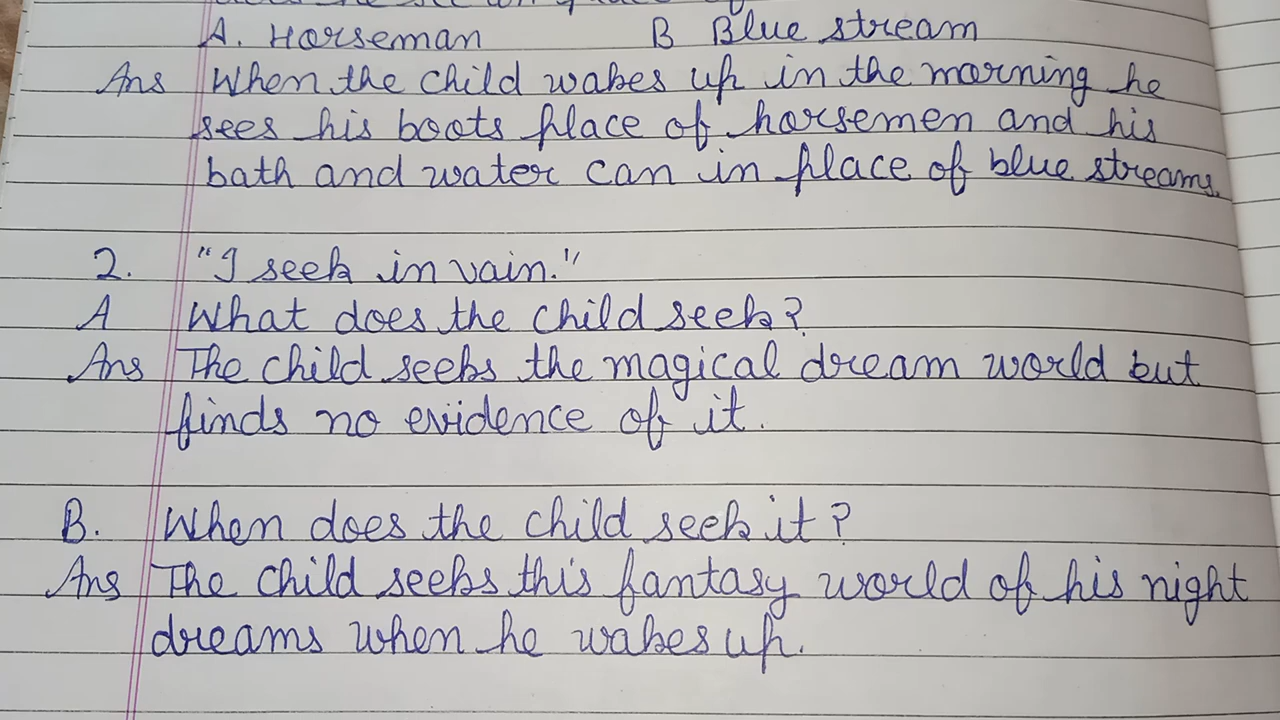 A. Horseman B Blue stream
Ans When the child wakes up in the morning he
sees his boots place of horsemen and his
bath and water can in place of blue streams.
2. "I seek in vain."
A What does the child seek?
Ans The child seeks the magical dream world but
finds no evidence of it.
B. When does the child seek it?
Ans The child seeks this fantasy world of his night
dreams when he wakes up.